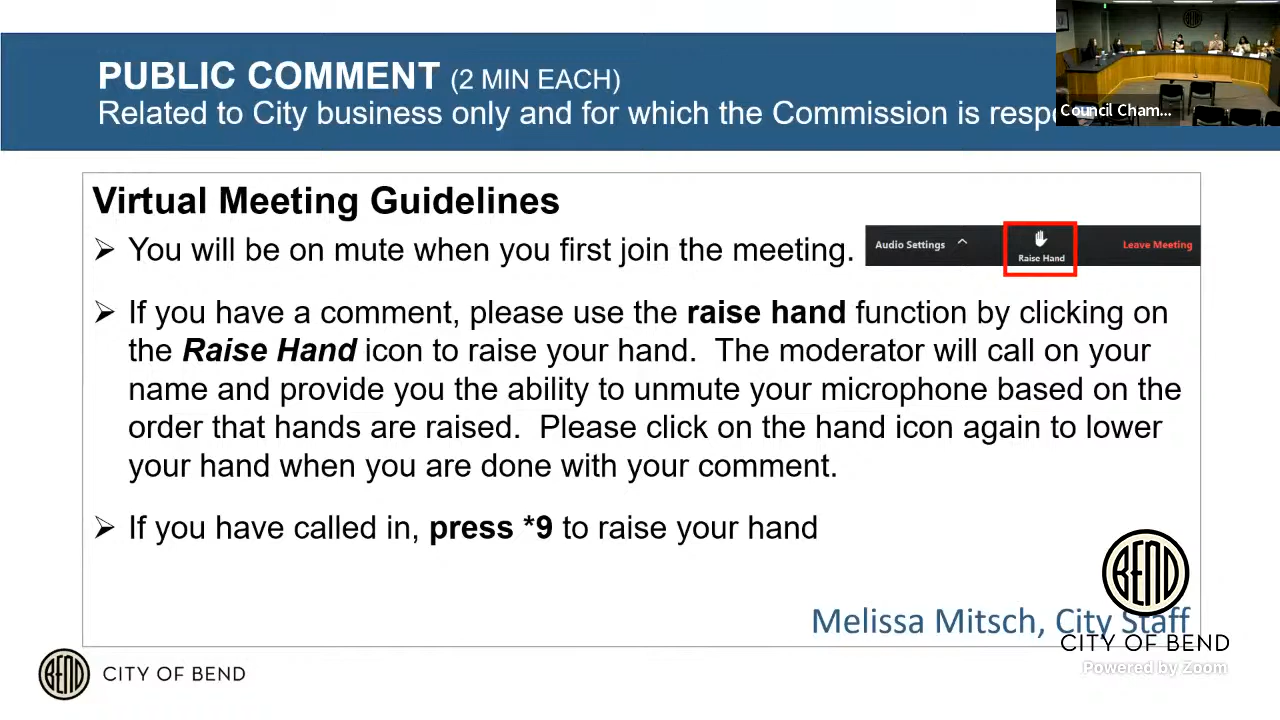 PUBLIC COMMENT (2 MIN EACH)
Related to City business only and for which the Commission is resp
Council Cham...
Virtual Meeting Guidelines
➢ You will be on mute when you first join the meeting.
Audio Settings ^ Raise Hand Leave Meeting
➢ If you have a comment, please use the raise hand function by clicking on
the Raise Hand icon to raise your hand. The moderator will call on your
name and provide you the ability to unmute your microphone based on the
order that hands are raised. Please click on the hand icon again to lower
your hand when you are done with your comment.
➢ If you have called in, press *9 to raise your hand
BEND
Melissa Mitsch, City Staff
CITY OF BEND
Powered by Zoom
BEND CITY OF BEND